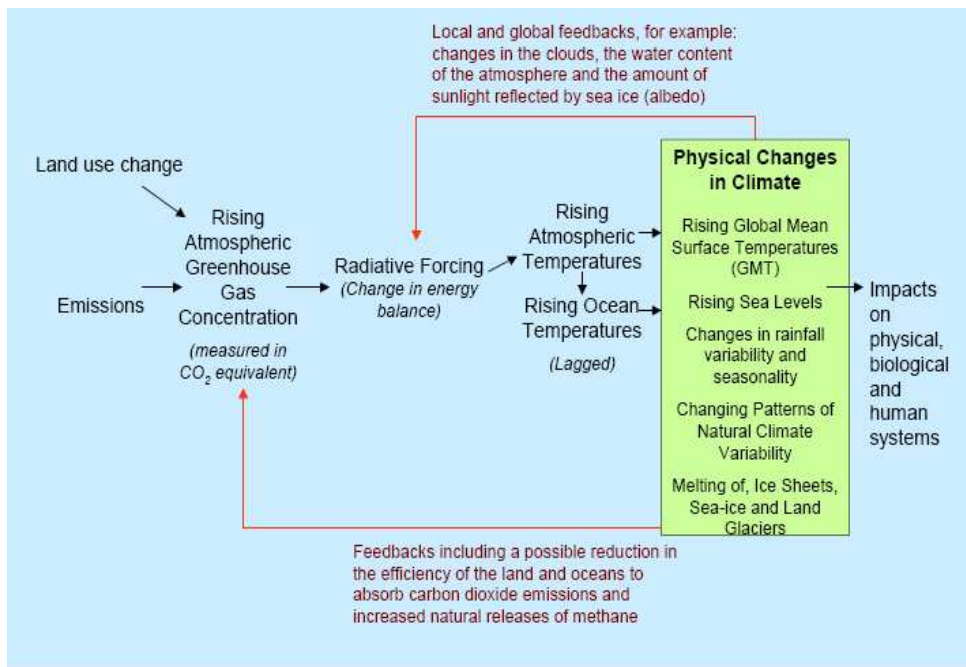 Local and global feedbacks, for example:
changes in the clouds, the water content
of the atmosphere and the amount of
sunlight reflected by sea ice (albedo)
Land use change
Emissions
Rising
Atmospheric
Greenhouse
Gas
Concentration
(measured in
CO₂ equivalent)
Radiative Forcing
(Change in energy
balance)
Rising
Atmospheric
Temperatures
Rising Ocean
Temperatures
(Lagged)
Physical Changes
in Climate
Rising Global Mean
Surface Temperatures
(GMT)
Rising Sea Levels
Changes in rainfall
variability and
seasonality
Changing Patterns of
Natural Climate
Variability
Melting of, Ice Sheets,
Sea-ice and Land
Glaciers
Impacts
on
physical,
biological
and
human
systems
Feedbacks including a possible reduction in
the efficiency of the land and oceans to
absorb carbon dioxide emissions and
increased natural releases of methane